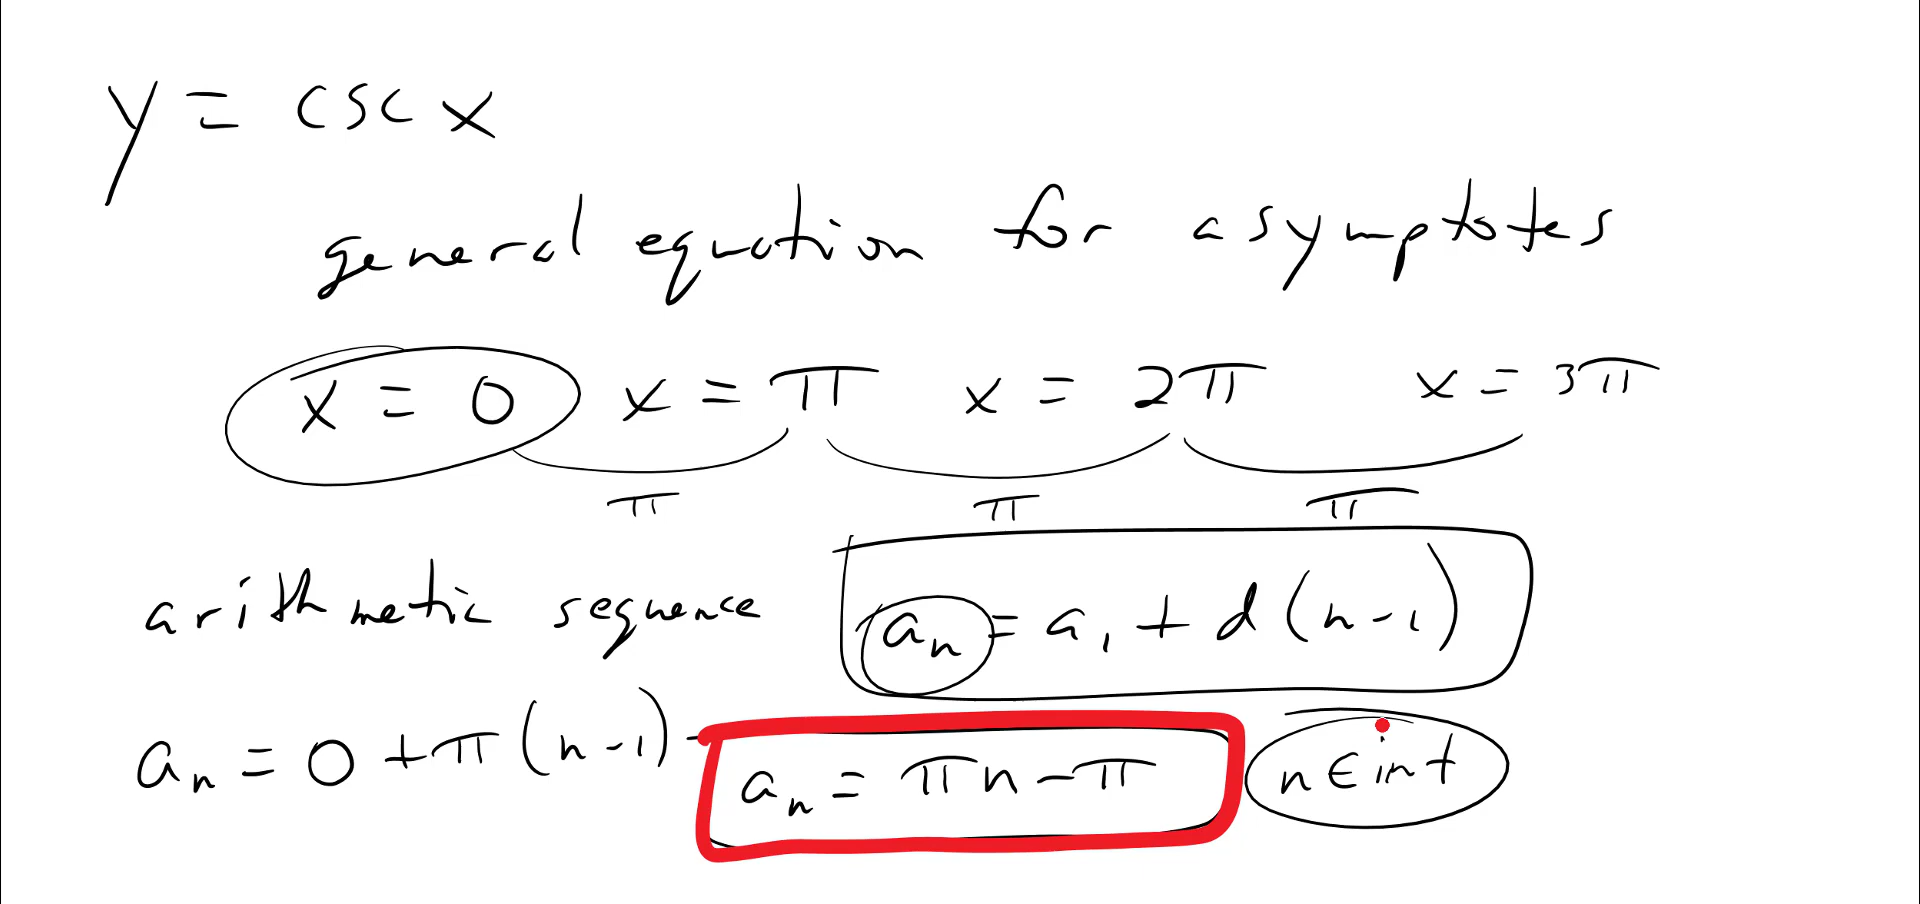 y = csc x
general equation for asymptotes
x = 0 x = π x = 2π x = 3π
π π π
arithmetic sequence aₙ = a₁ + d(n-1)
aₙ = 0 + π(n-1) aₙ = πn - π n ∈ int